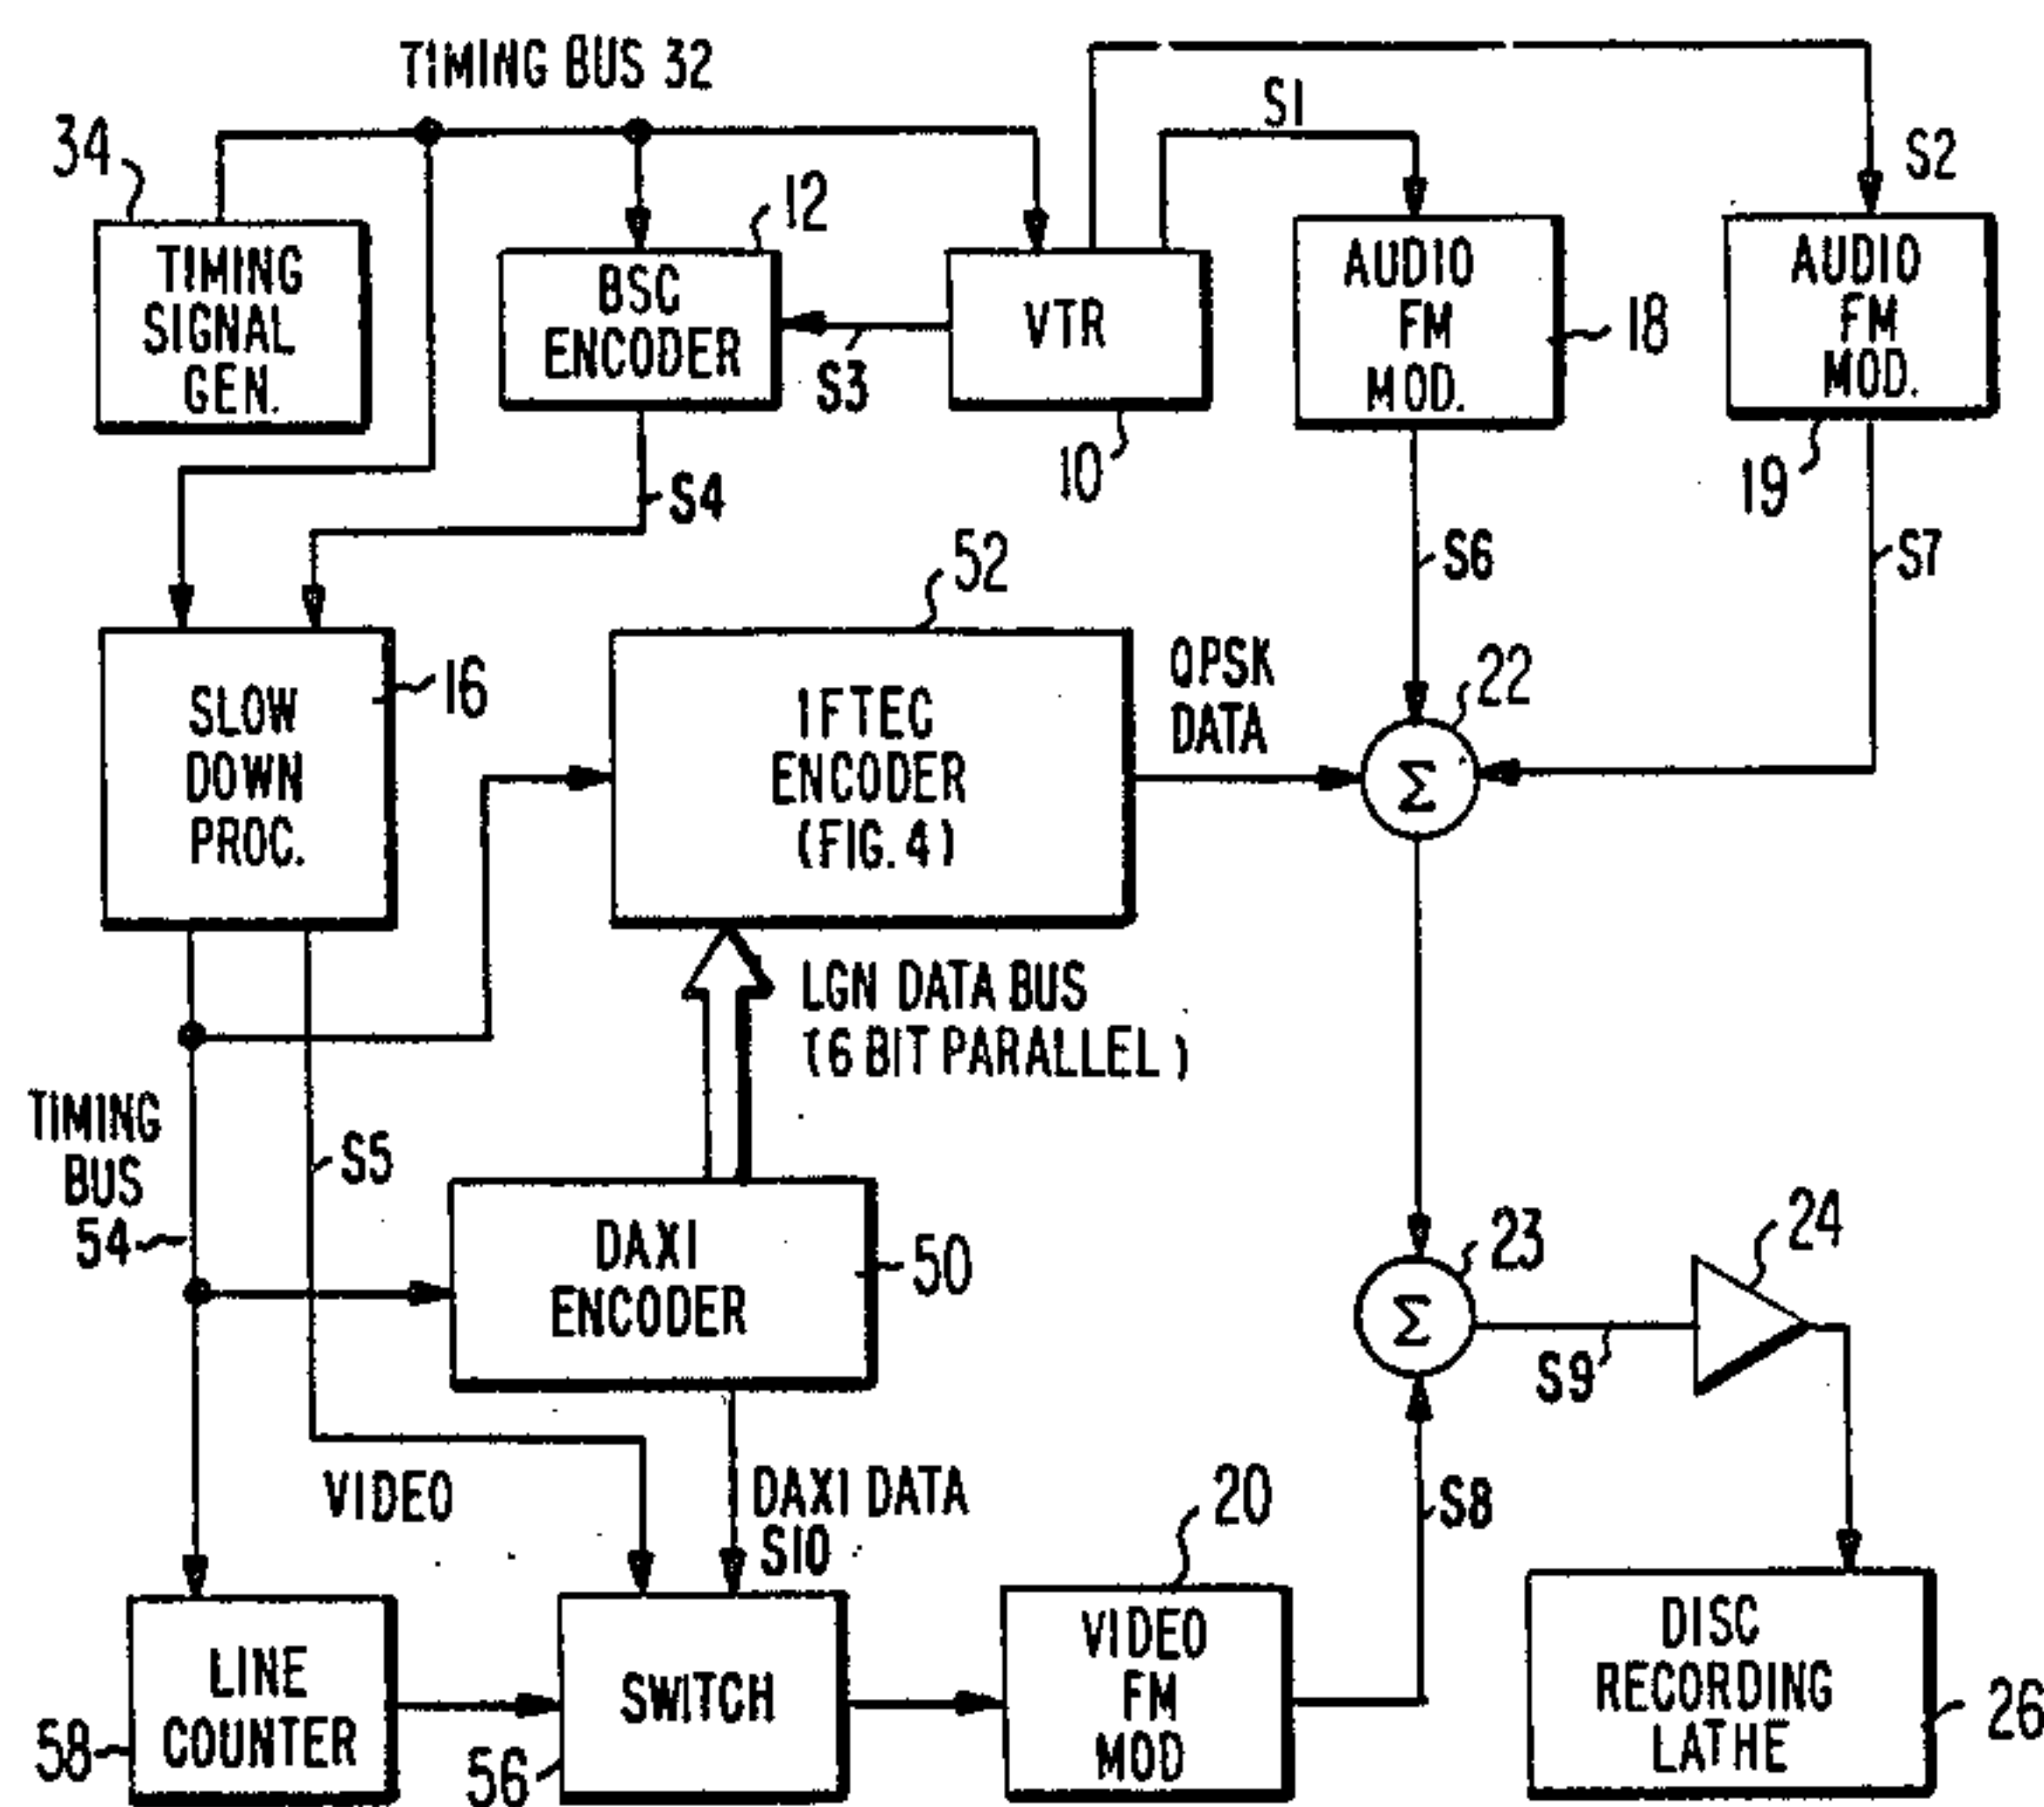 TIMING BUS 32
S1
S2
34
TIMING
SIGNAL
GEN.
12
BSC
ENCODER
S3
VTR
10
AUDIO
FM
MOD.
18
AUDIO
FM
MOD.
19
S4
S6
S7
SLOW
DOWN
PROC.
16
52
1FTEC
ENCODER
(FIG. 4)
QPSK
DATA
22
Σ
LGN DATA BUS
(6 BIT PARALLEL)
TIMING
BUS
54
S5
DAXI
ENCODER
50
23
Σ
24
S9
VIDEO
DAXI DATA
S10
S8
LINE
COUNTER
58
SWITCH
56
20
VIDEO
FM
MOD
DISC
RECORDING
LATHE
26